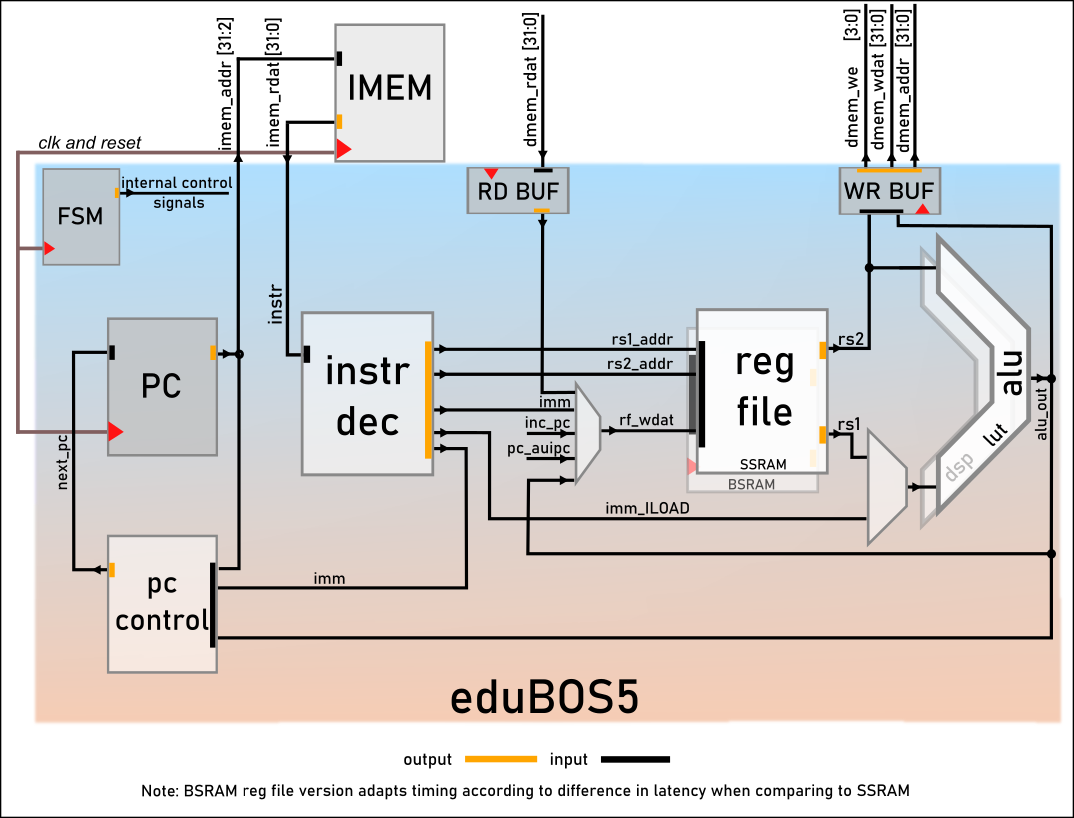 imem_addr [31:2]
imem_rdat [31:0]
IMEM
dmem_rdat [31:0]
dmem_we [3:0]
dmem_wdat [31:0]
dmem_addr [31:0]
clk and reset
FSM
internal control
signals
RD BUF
WR BUF
instr
PC
instr
dec
rs1_addr
rs2_addr
imm
inc_pc
pc_auipc
rf_wdat
reg
file
SSRAM
BSRAM
rs2
rs1
alu
lut
dsp
alu_out
next_pc
imm_ILOAD
pc
control
imm
eduBOS5
output
input
Note: BSRAM reg file version adapts timing according to difference in latency when comparing to SSRAM